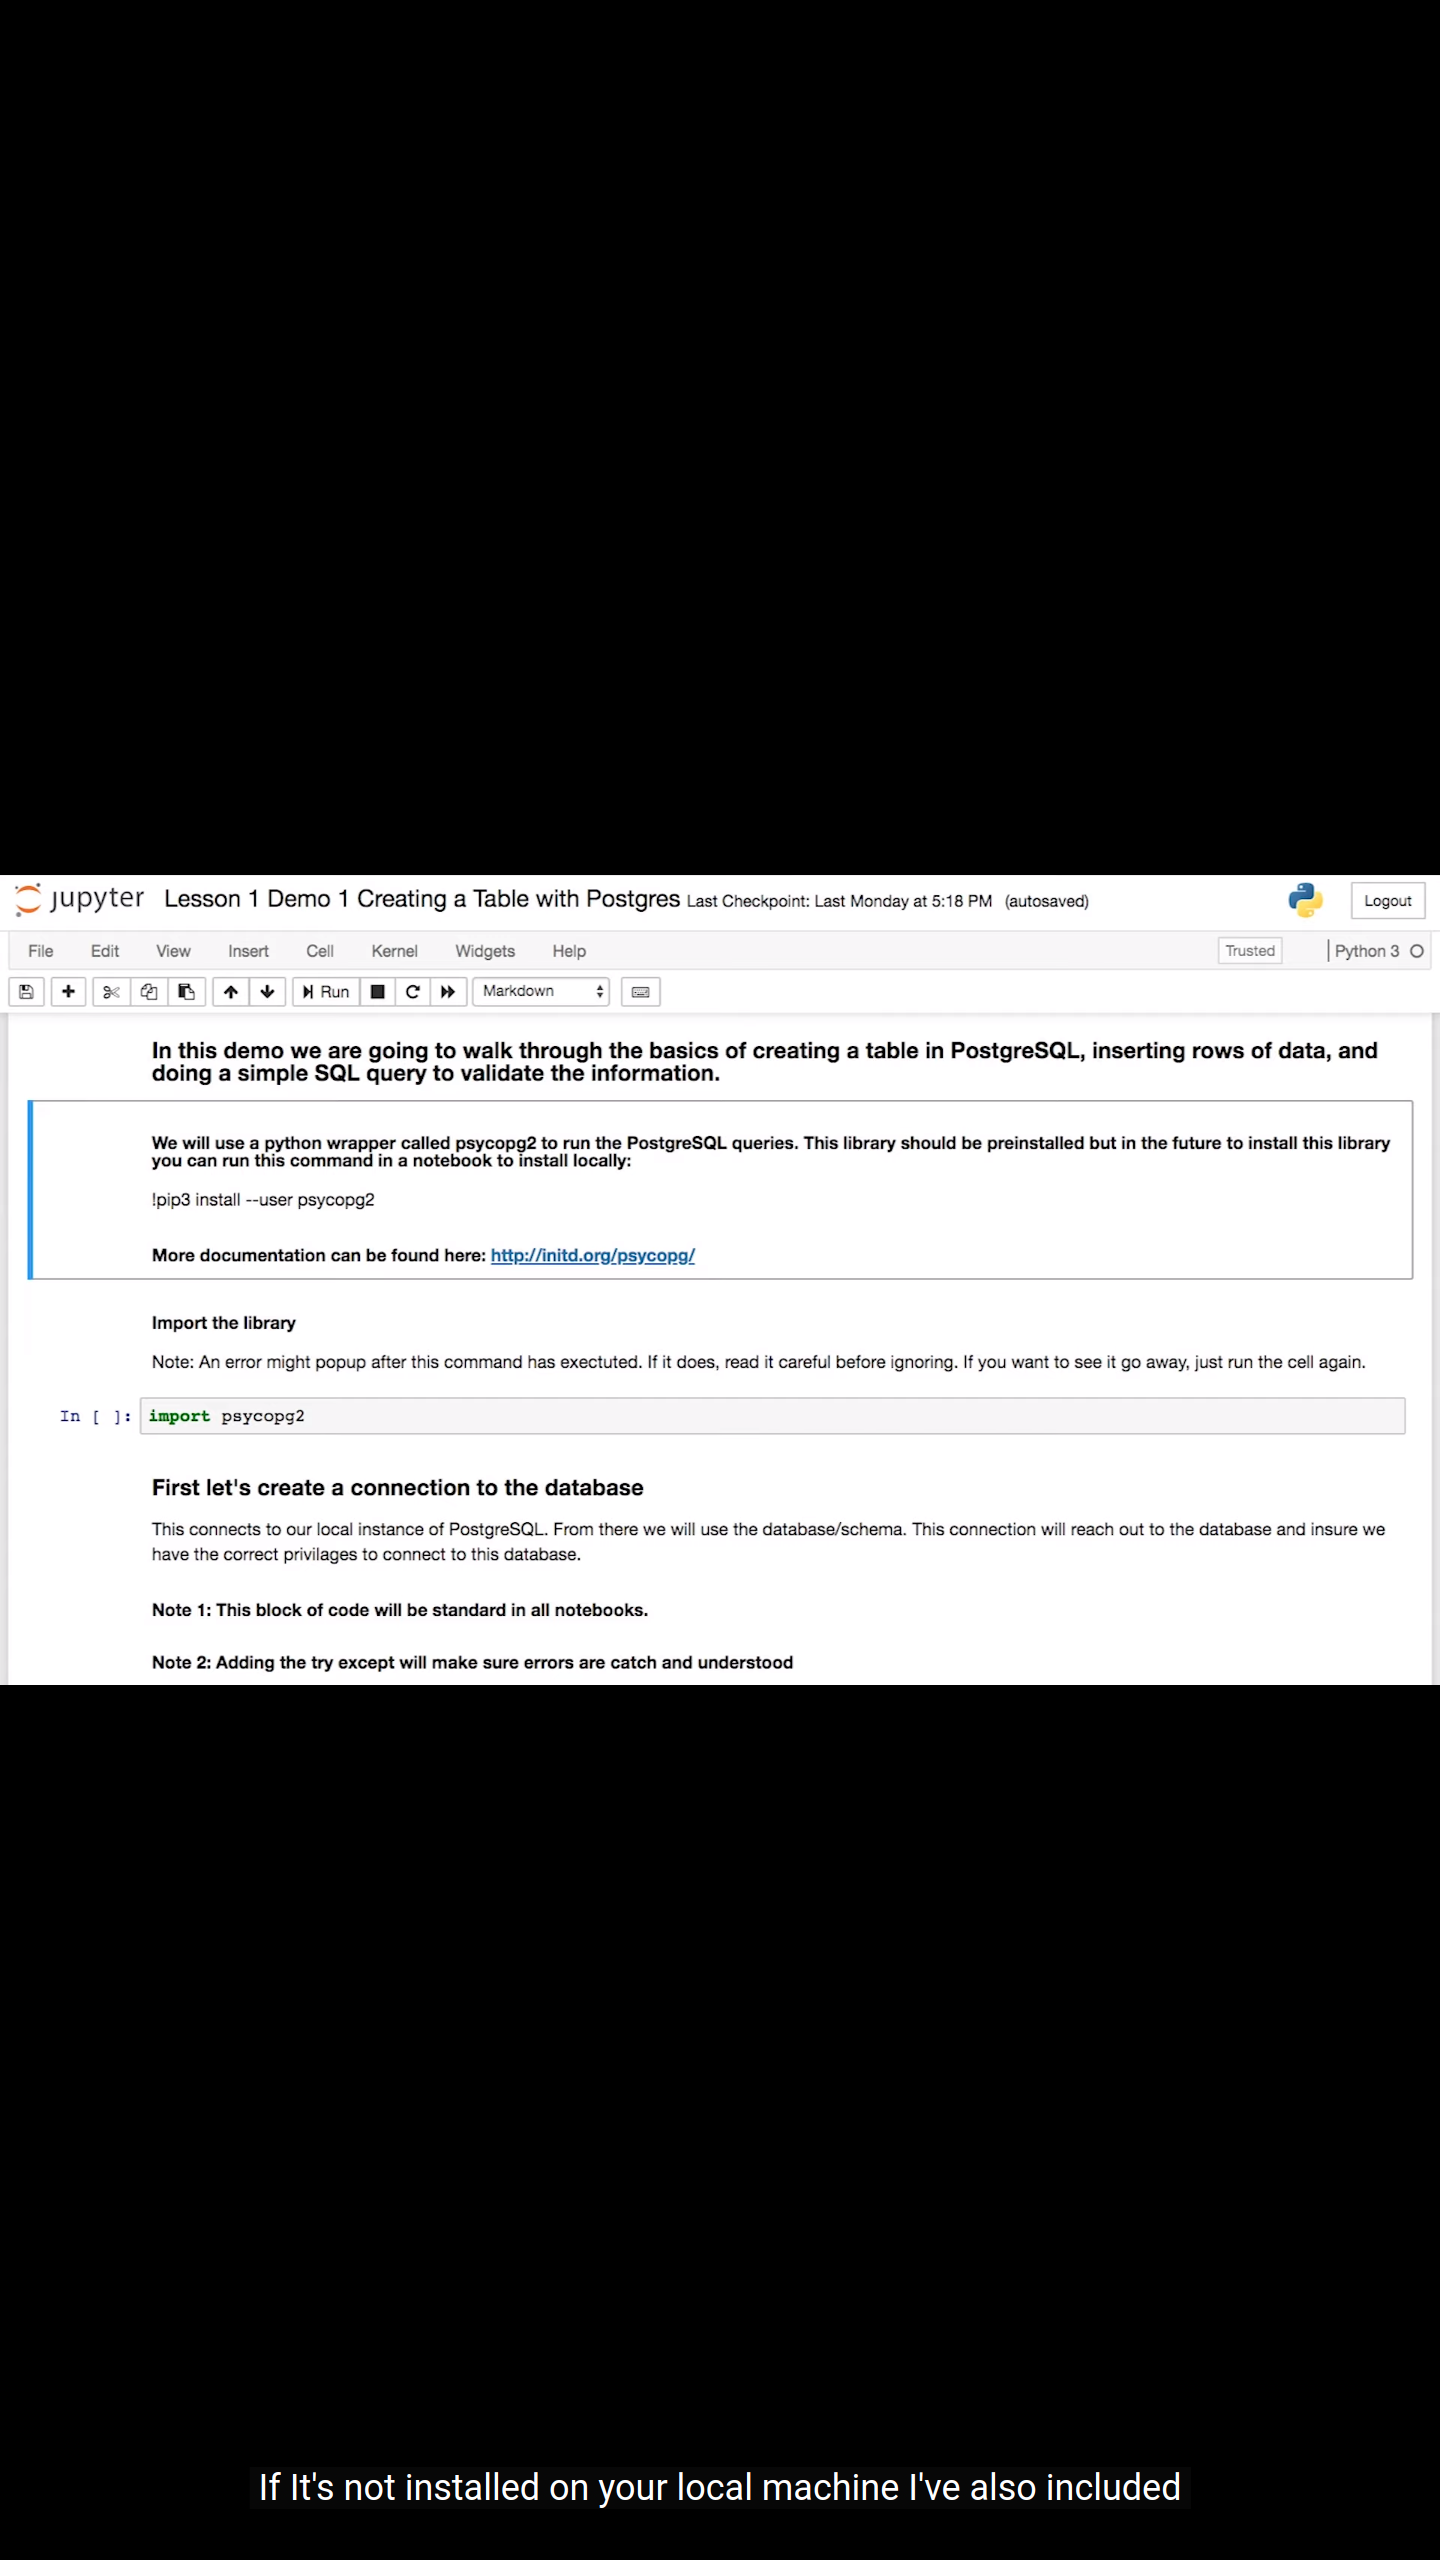 jupyter Lesson 1 Demo 1 Creating a Table with Postgres Last Checkpoint: Last Monday at 5:18 PM (autosaved) Logout
File Edit View Insert Cell Kernel Widgets Help Trusted Python 3
Run Markdown
In this demo we are going to walk through the basics of creating a table in PostgreSQL, inserting rows of data, and
doing a simple SQL query to validate the information.
We will use a python wrapper called psycopg2 to run the PostgreSQL queries. This library should be preinstalled but in the future to install this library
you can run this command in a notebook to install locally:
!pip3 install --user psycopg2
More documentation can be found here: http://initd.org/psycopg/
Import the library
Note: An error might popup after this command has exectuted. If it does, read it careful before ignoring. If you want to see it go away, just run the cell again.
In [ ]: import psycopg2
First let's create a connection to the database
This connects to our local instance of PostgreSQL. From there we will use the database/schema. This connection will reach out to the database and insure we
have the correct privilages to connect to this database.
Note 1: This block of code will be standard in all notebooks.
Note 2: Adding the try except will make sure errors are catch and understood
If It's not installed on your local machine I've also included